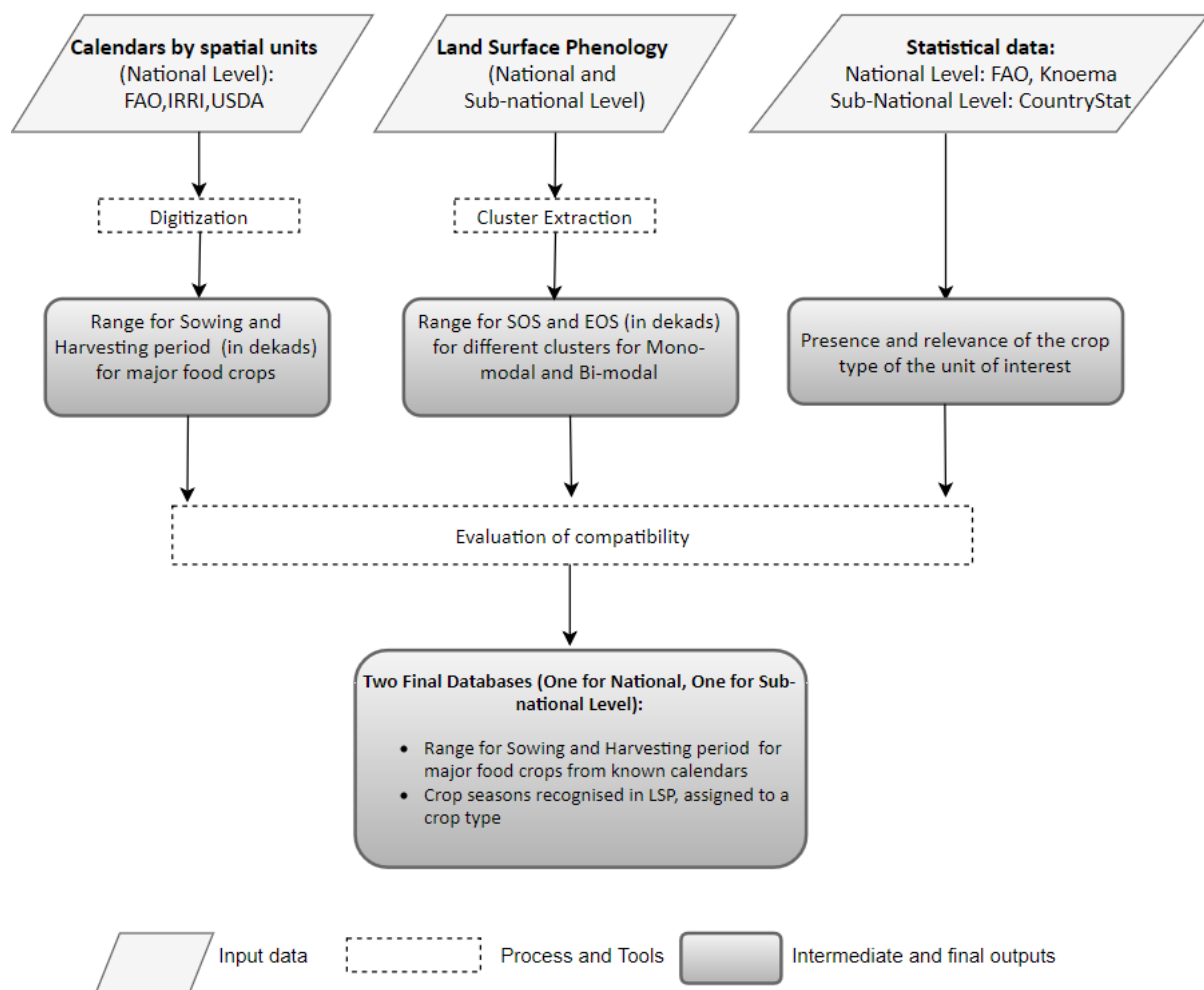 Calendars by spatial units
(National Level):
FAO,IRRI,USDA
Land Surface Phenology
(National and
Sub-national Level)
Statistical data:
National Level: FAO, Knoema
Sub-National Level: CountryStat
Digitization
Cluster Extraction
Range for Sowing and
Harvesting period (in dekads)
for major food crops
Range for SOS and EOS (in dekads)
for different clusters for Mono-
modal and Bi-modal
Presence and relevance of the crop
type of the unit of interest
Evaluation of compatibility
Two Final Databases (One for National, One for Sub-
national Level):
• Range for Sowing and Harvesting period for
major food crops from known calendars
• Crop seasons recognised in LSP, assigned to a
crop type
Input data
Process and Tools
Intermediate and final outputs